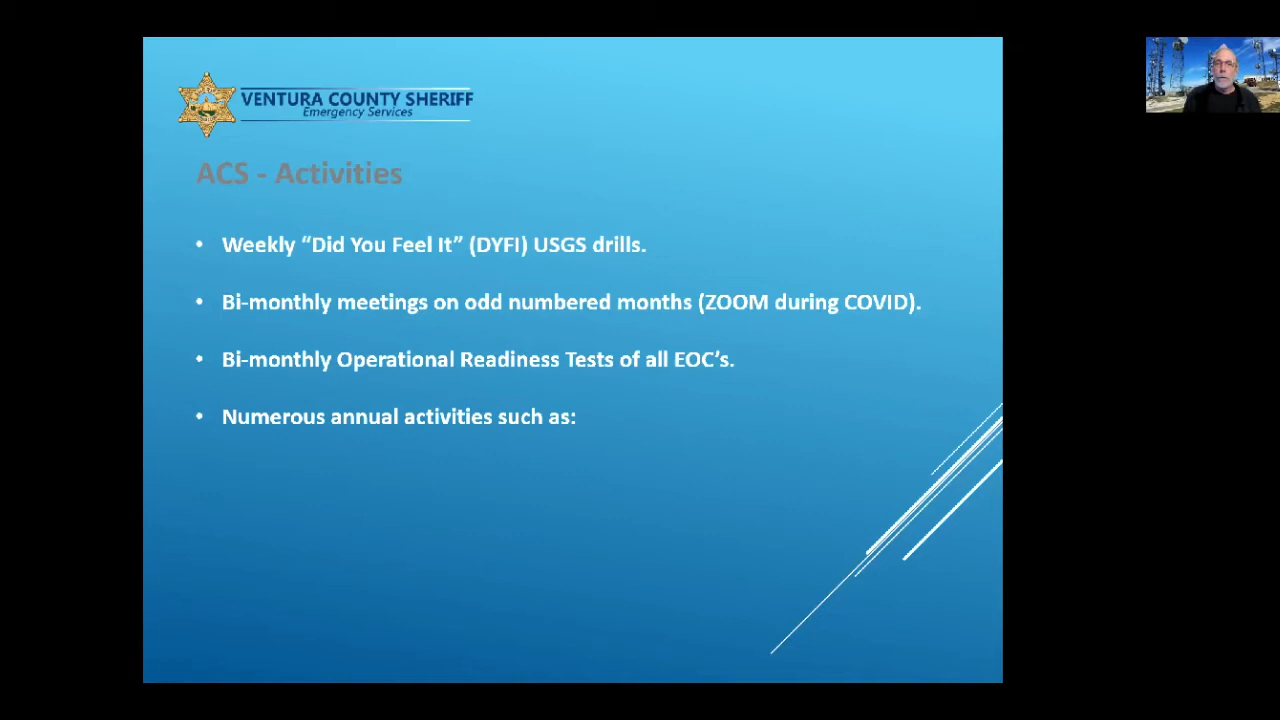 VENTURA COUNTY SHERIFF
Emergency Services
ACS - Activities
• Weekly “Did You Feel It” (DYFI) USGS drills.
• Bi-monthly meetings on odd numbered months (ZOOM during COVID).
• Bi-monthly Operational Readiness Tests of all EOC’s.
• Numerous annual activities such as: